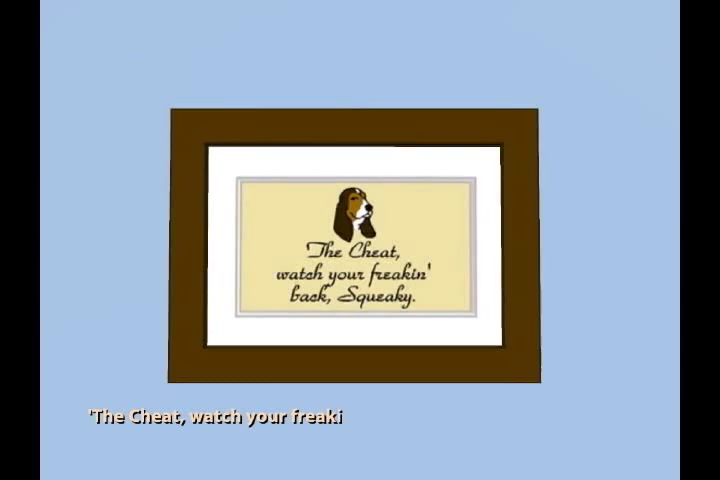 The Cheat,
watch your freakin'
back, Squeaky.
'The Cheat, watch your freaki